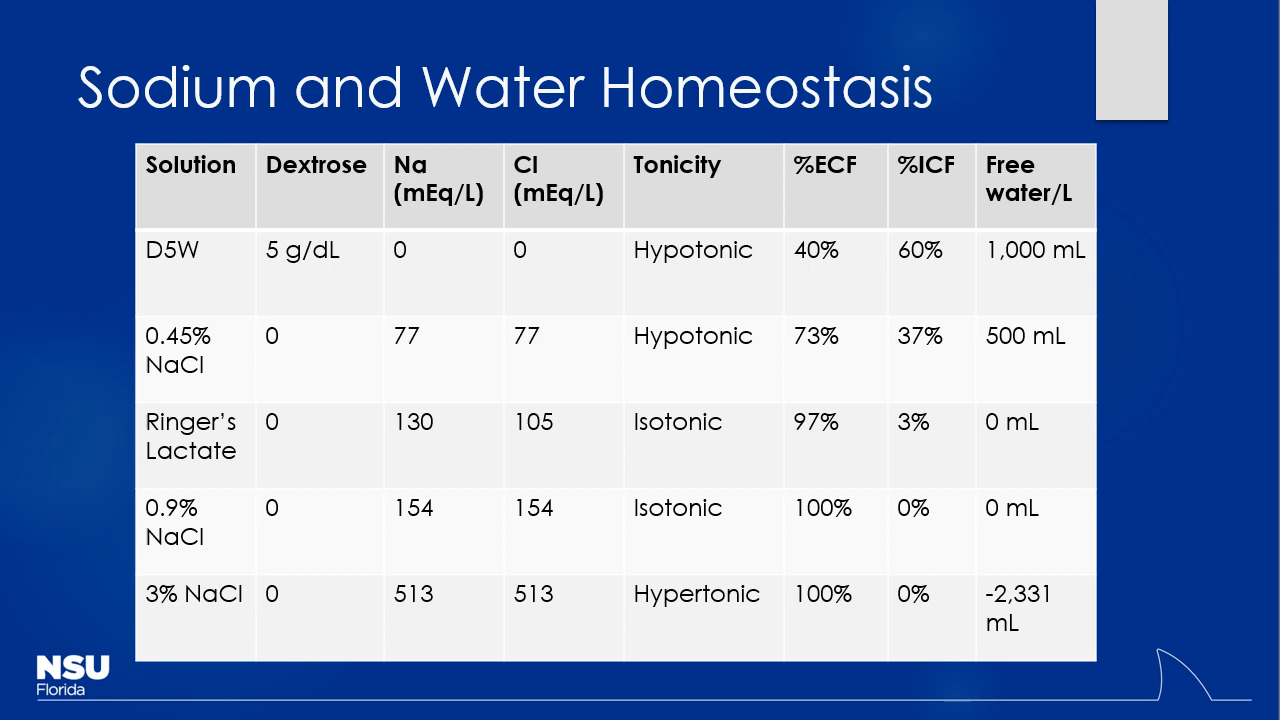 Sodium and Water Homeostasis
Solution Dextrose Na (mEq/L) Cl (mEq/L) Tonicity %ECF %ICF Free water/L
D5W 5 g/dL 0 0 Hypotonic 40% 60% 1,000 mL
0.45% NaCl 0 77 77 Hypotonic 73% 37% 500 mL
Ringer’s Lactate 0 130 105 Isotonic 97% 3% 0 mL
0.9% NaCl 0 154 154 Isotonic 100% 0% 0 mL
3% NaCl 0 513 513 Hypertonic 100% 0% -2,331 mL
NSU
Florida